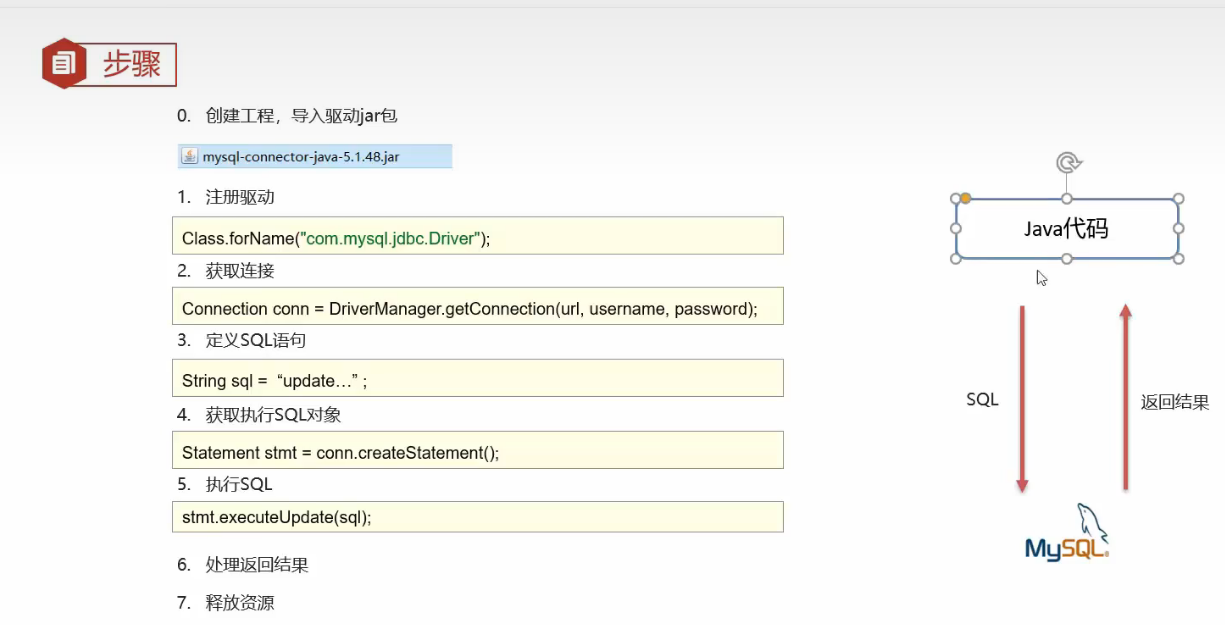 步骤
0. 创建工程，导入驱动jar包
mysql-connector-java-5.1.48.jar
1. 注册驱动
Class.forName("com.mysql.jdbc.Driver");
2. 获取连接
Connection conn = DriverManager.getConnection(url, username, password);
3. 定义SQL语句
String sql = “update…” ;
4. 获取执行SQL对象
Statement stmt = conn.createStatement();
5. 执行SQL
stmt.executeUpdate(sql);
6. 处理返回结果
7. 释放资源
Java代码
SQL
返回结果
MySQL